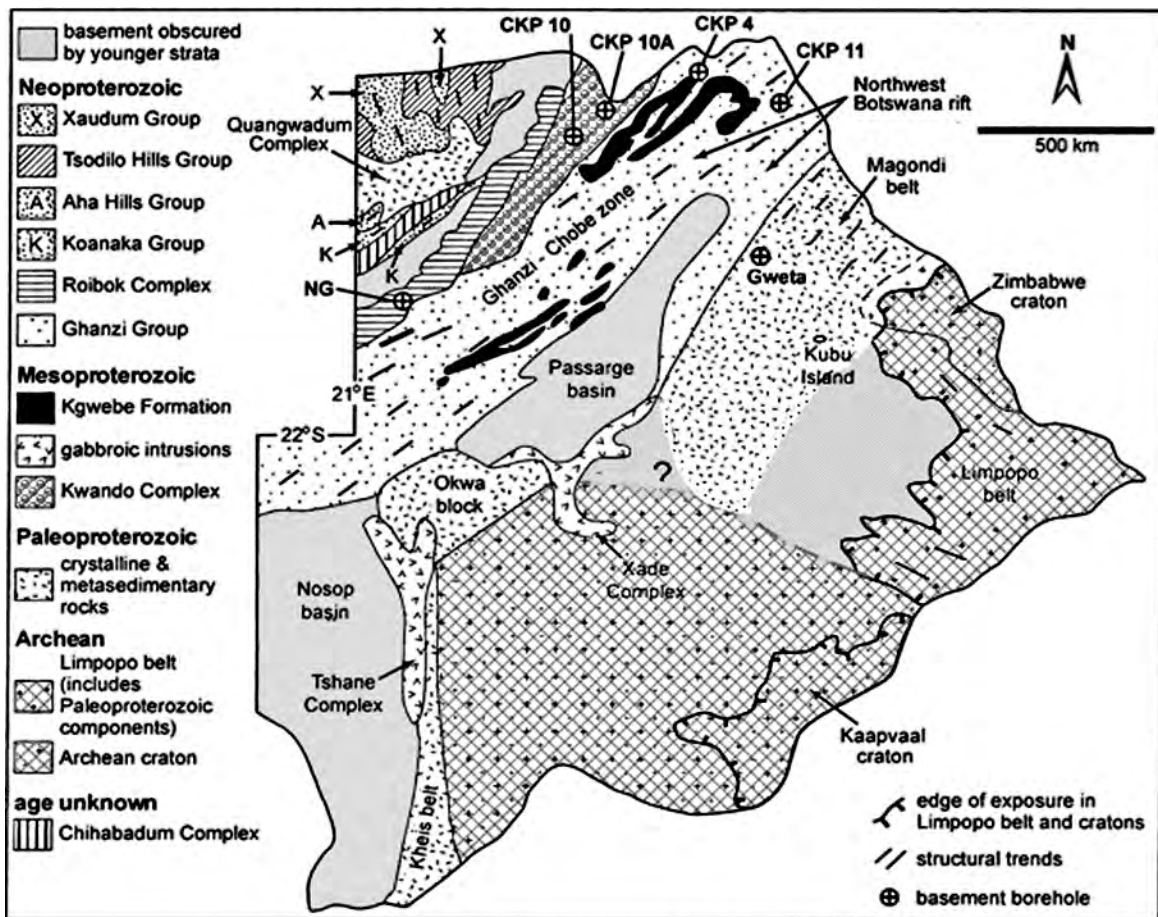 basement obscured
by younger strata
Neoproterozoic
X
Xaudum Group
Tsodilo Hills Group
A
Aha Hills Group
K
Koanaka Group
Roibok Complex
Ghanzi Group
Mesoproterozoic
Kgwebe Formation
gabbroic intrusions
Kwando Complex
Paleoproterozoic
crystalline &
metasedimentary
rocks
Archean
Limpopo belt
(includes
Paleoproterozoic
components)
Archean craton
age unknown
Chihabadum Complex
X
X
CKP 10
CKP 10A
CKP 4
CKP 11
Northwest
Botswana rift
N
500 km
Quangwadum
Complex
A
K
K
NG
Magondi
belt
Ghanzi Chobe zone
Gweta
Zimbabwe
craton
Kubu
Island
Passarge
basin
21°E
22°S
?
Limpopo
belt
Okwa
block
Xade
Complex
Nosop
basin
Tshane
Complex
Kheis belt
Kaapvaal
craton
edge of exposure in
Limpopo belt and cratons
structural trends
basement borehole